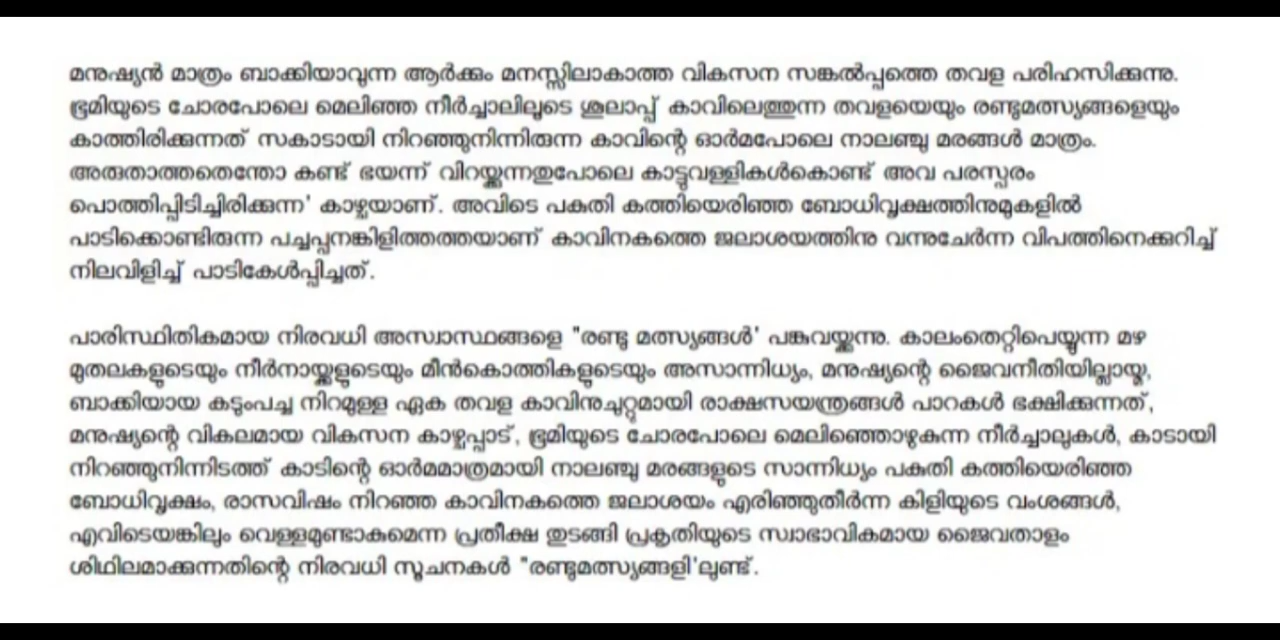 മനുഷ്യൻ മാത്രം ബാക്കിയാവുന്ന ആർക്കും മനസ്സിലാകാത്ത വികസന സങ്കൽപ്പത്തെ തവള പരിഹസിക്കുന്നു.
ഭൂമിയുടെ ചോരപോലെ മെലിഞ്ഞ നീർച്ചാലിലൂടെ ശൂലാപ്പ് കാവിലെത്തുന്ന തവളയെയും രണ്ടുമത്സ്യങ്ങളെയും
കാത്തിരിക്കുന്നത് സകാടായി നിറഞ്ഞുനിന്നിരുന്ന കാവിന്റെ ഓർമപോലെ നാലഞ്ചു മരങ്ങൾ മാത്രം.
അരുതാത്തതെന്തോ കണ്ട് ഭയന്ന് വിറയ്ക്കുന്നതുപോലെ കാട്ടുവള്ളികൾകൊണ്ട് അവ പരസ്പരം
പൊത്തിപ്പിടിച്ചിരിക്കുന്ന' കാഴ്ചയാണ്. അവിടെ പകുതി കത്തിയെരിഞ്ഞ ബോധിവൃക്ഷത്തിനുമുകളിൽ
പാടിക്കൊണ്ടിരുന്ന പച്ചപ്പനങ്കിളിത്തത്തയാണ് കാവിനകത്തെ ജലാശയത്തിനു വന്നുചേർന്ന വിപത്തിനെക്കുറിച്ച്
നിലവിളിച്ച് പാടികേൾപ്പിച്ചത്.
പാരിസ്ഥിതികമായ നിരവധി അസ്വാസ്ഥങ്ങളെ "രണ്ടു മത്സ്യങ്ങൾ' പങ്കുവയ്ക്കുന്നു. കാലംതെറ്റിപെയ്യുന്ന മഴ
മുതലകളുടെയും നീർനായ്ക്കളുടെയും മീൻകൊത്തികളുടെയും അസാന്നിധ്യം, മനുഷ്യന്റെ ജൈവനീതിയില്ലായ്മ,
ബാക്കിയായ കടുംപച്ച നിറമുള്ള ഏക തവള കാവിനുചുറ്റുമായി രാക്ഷസയന്ത്രങ്ങൾ പാറകൾ ഭക്ഷിക്കുന്നത്,
മനുഷ്യന്റെ വികലമായ വികസന കാഴ്ചപ്പാട്, ഭൂമിയുടെ ചോരപോലെ മെലിഞ്ഞൊഴുകുന്ന നീർച്ചാലുകൾ, കാടായി
നിറഞ്ഞുനിന്നിടത്ത് കാടിന്റെ ഓർമമാത്രമായി നാലഞ്ചു മരങ്ങളുടെ സാന്നിധ്യം പകുതി കത്തിയെരിഞ്ഞ
ബോധിവൃക്ഷം, രാസവിഷം നിറഞ്ഞ കാവിനകത്തെ ജലാശയം എരിഞ്ഞുതീർന്ന കിളിയുടെ വംശങ്ങൾ,
എവിടെയങ്കിലും വെള്ളമുണ്ടാകുമെന്ന പ്രതീക്ഷ തുടങ്ങി പ്രകൃതിയുടെ സ്വാഭാവികമായ ജൈവതാളം
ശിഥിലമാക്കുന്നതിന്റെ നിരവധി സൂചനകൾ "രണ്ടുമത്സ്യങ്ങളി'ലുണ്ട്.